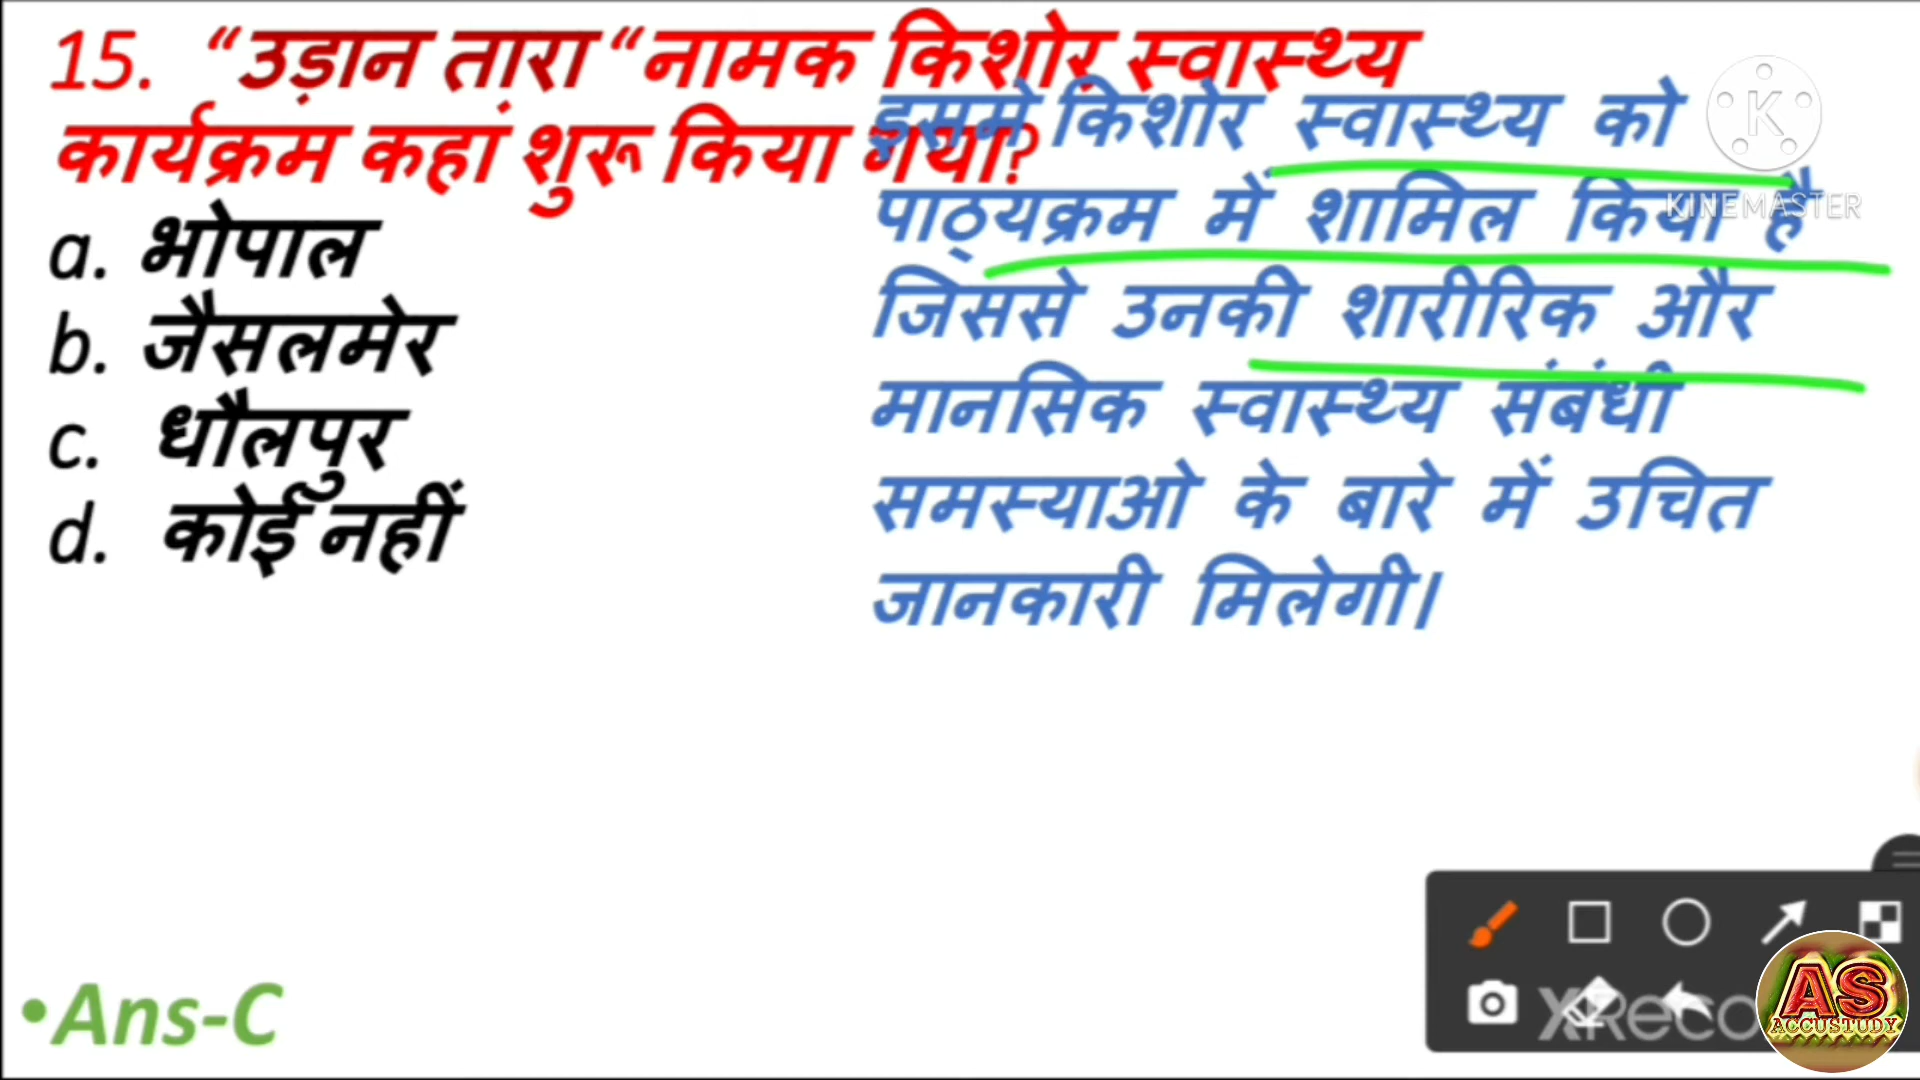 15. “उड़ान तारा “नामक किशोर स्वास्थ्य
कार्यक्रम कहां शुरू किया गया?
a. भोपाल
b. जैसलमेर
c. धौलपुर
d. कोई नहीं
इसमे किशोर स्वास्थ्य को
पाठ्यक्रम में शामिल किया है
जिससे उनकी शारीरिक और
मानसिक स्वास्थ्य संबंधी
समस्याओ के बारे में उचित
जानकारी मिलेगी।
•Ans-C
K
KINEMASTER
XReco
AS
ACCUSTUDY